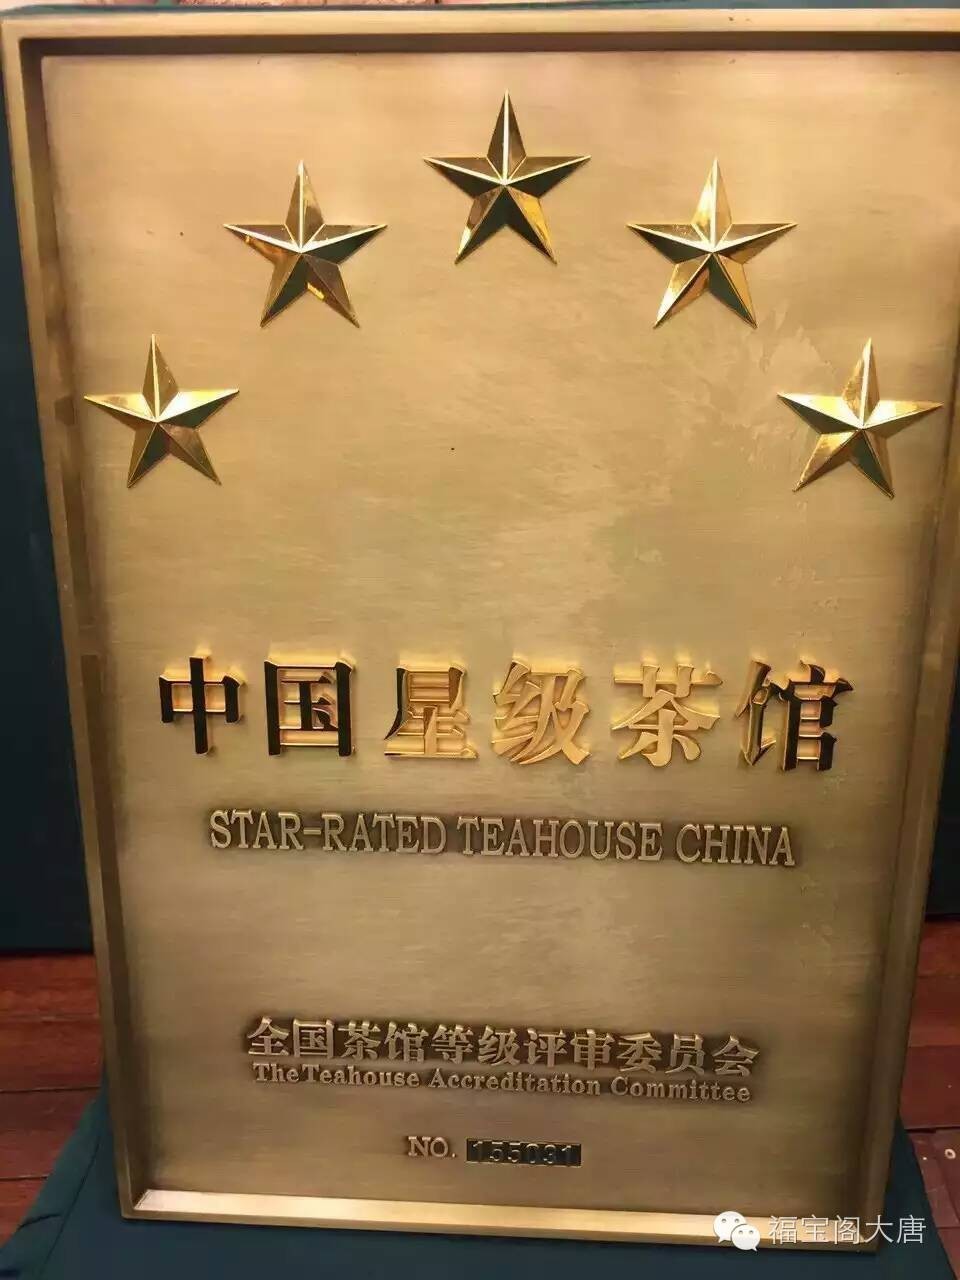 中国星级茶馆
STAR-RATED TEAHOUSE CHINA
全国茶馆等级评审委员会
The Teahouse Accreditation Committee
NO. 155031
福宝阁大唐